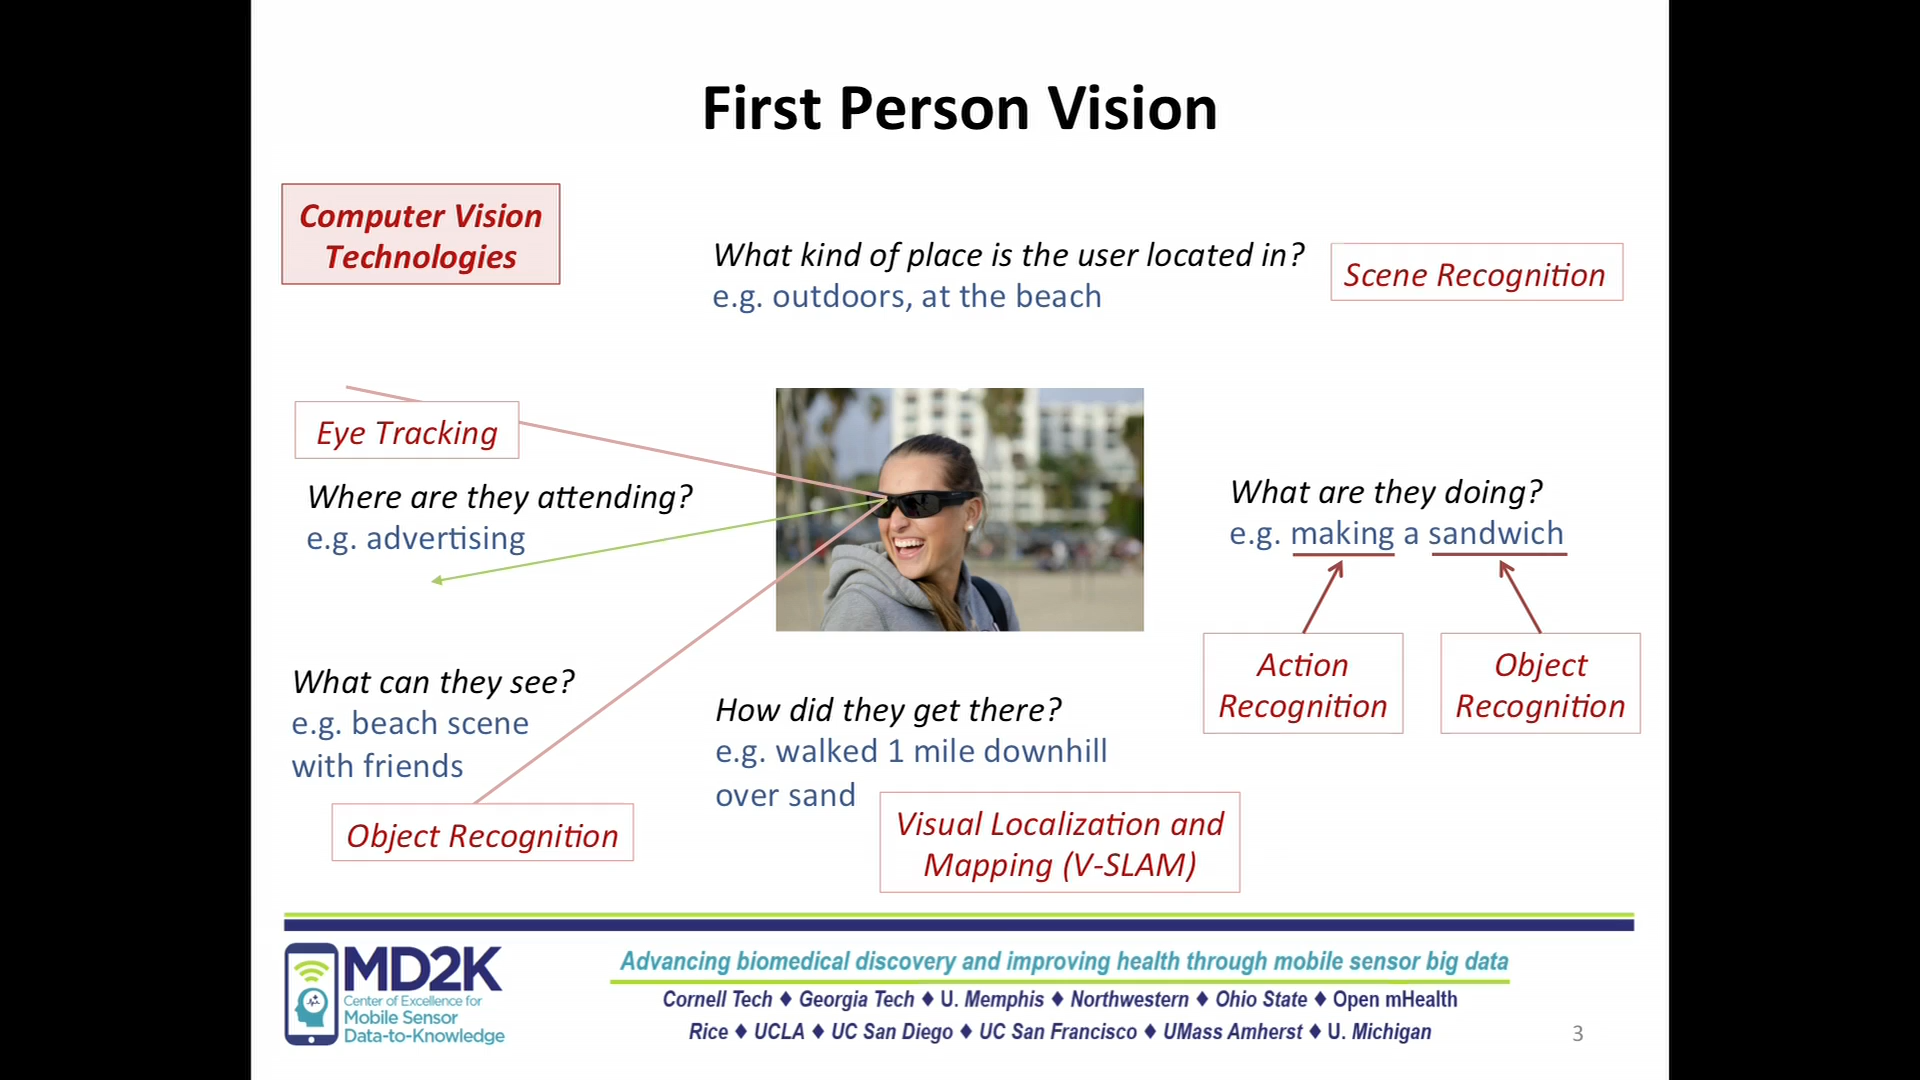 First Person Vision
Computer Vision
Technologies
What kind of place is the user located in?
e.g. outdoors, at the beach
Scene Recognition
Eye Tracking
Where are they attending?
e.g. advertising
What are they doing?
e.g. making a sandwich
Action
Recognition
Object
Recognition
What can they see?
e.g. beach scene
with friends
Object Recognition
How did they get there?
e.g. walked 1 mile downhill
over sand
Visual Localization and
Mapping (V-SLAM)
MD2K
Center of Excellence for
Mobile Sensor
Data-to-Knowledge
Advancing biomedical discovery and improving health through mobile sensor big data
Cornell Tech ♦ Georgia Tech ♦ U. Memphis ♦ Northwestern ♦ Ohio State ♦ Open mHealth
Rice ♦ UCLA ♦ UC San Diego ♦ UC San Francisco ♦ UMass Amherst ♦ U. Michigan
3